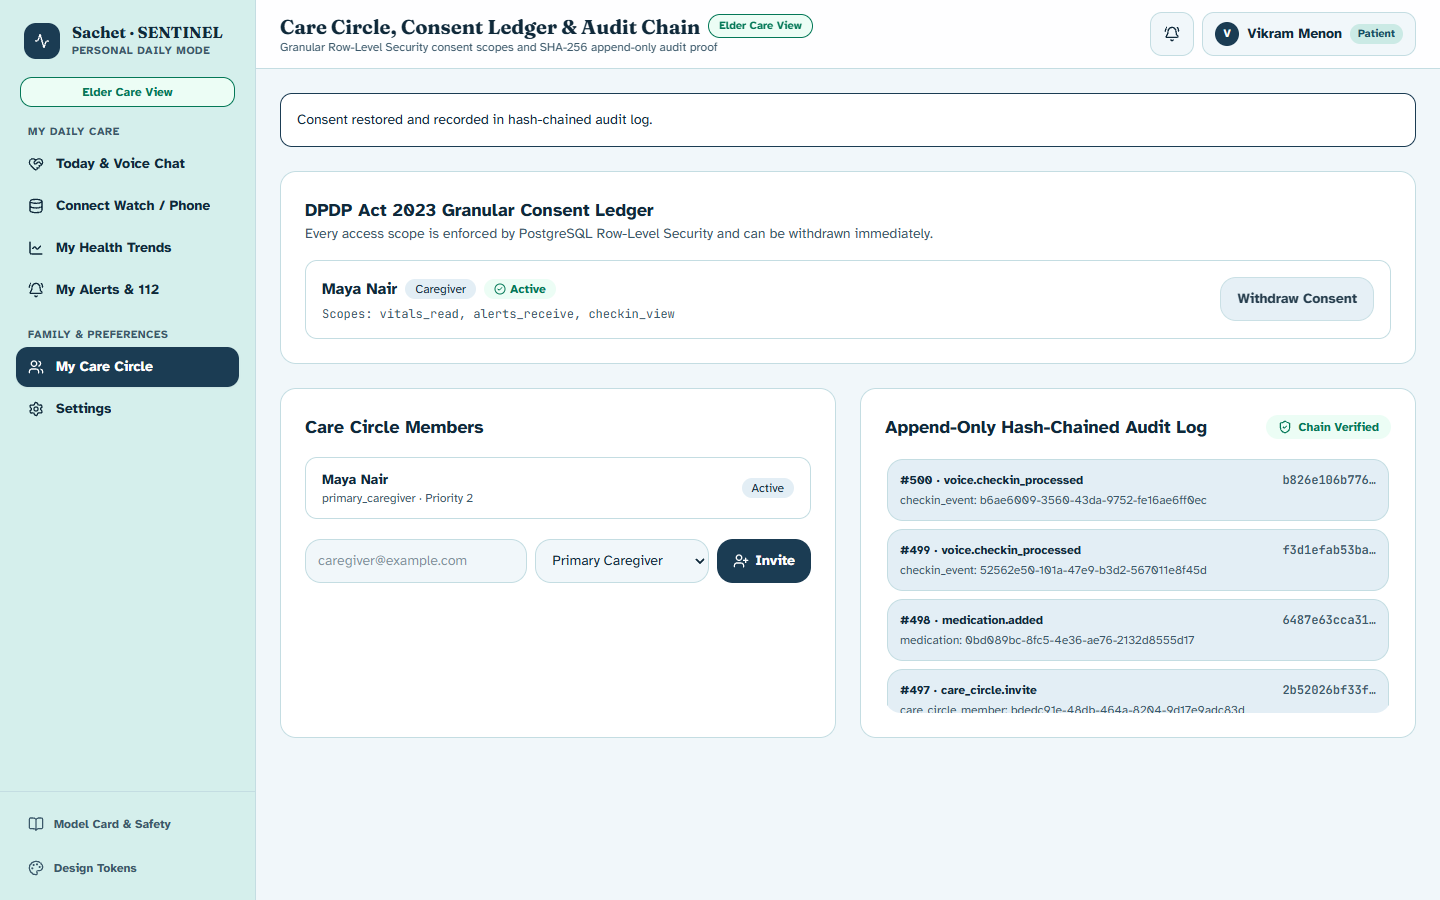 Sachet · SENTINEL
PERSONAL DAILY MODE
Elder Care View
MY DAILY CARE
Today & Voice Chat
Connect Watch / Phone
My Health Trends
My Alerts & 112
FAMILY & PREFERENCES
My Care Circle
Settings
Model Card & Safety
Design Tokens
Care Circle, Consent Ledger & Audit Chain
Elder Care View
Granular Row-Level Security consent scopes and SHA-256 append-only audit proof
V
Vikram Menon
Patient
Consent restored and recorded in hash-chained audit log.
DPDP Act 2023 Granular Consent Ledger
Every access scope is enforced by PostgreSQL Row-Level Security and can be withdrawn immediately.
Maya Nair
Caregiver
Active
Scopes: vitals_read, alerts_receive, checkin_view
Withdraw Consent
Care Circle Members
Maya Nair
primary_caregiver · Priority 2
Active
caregiver@example.com
Primary Caregiver
Invite
Append-Only Hash-Chained Audit Log
Chain Verified
#500 · voice.checkin_processed
b826e106b776…
checkin_event: b6ae6009-3560-43da-9752-fe16ae6ff0ec
#499 · voice.checkin_processed
f3d1efab53ba…
checkin_event: 52562e50-101a-47e9-b3d2-567011e8f45d
#498 · medication.added
6487e63cca31…
medication: 0bd089bc-8fc5-4e36-ae76-2132d8555d17
#497 · care_circle.invite
2b52026bf33f…
care_circle_member: bdedc91e-48db-464a-8204-9d17e9adc83d